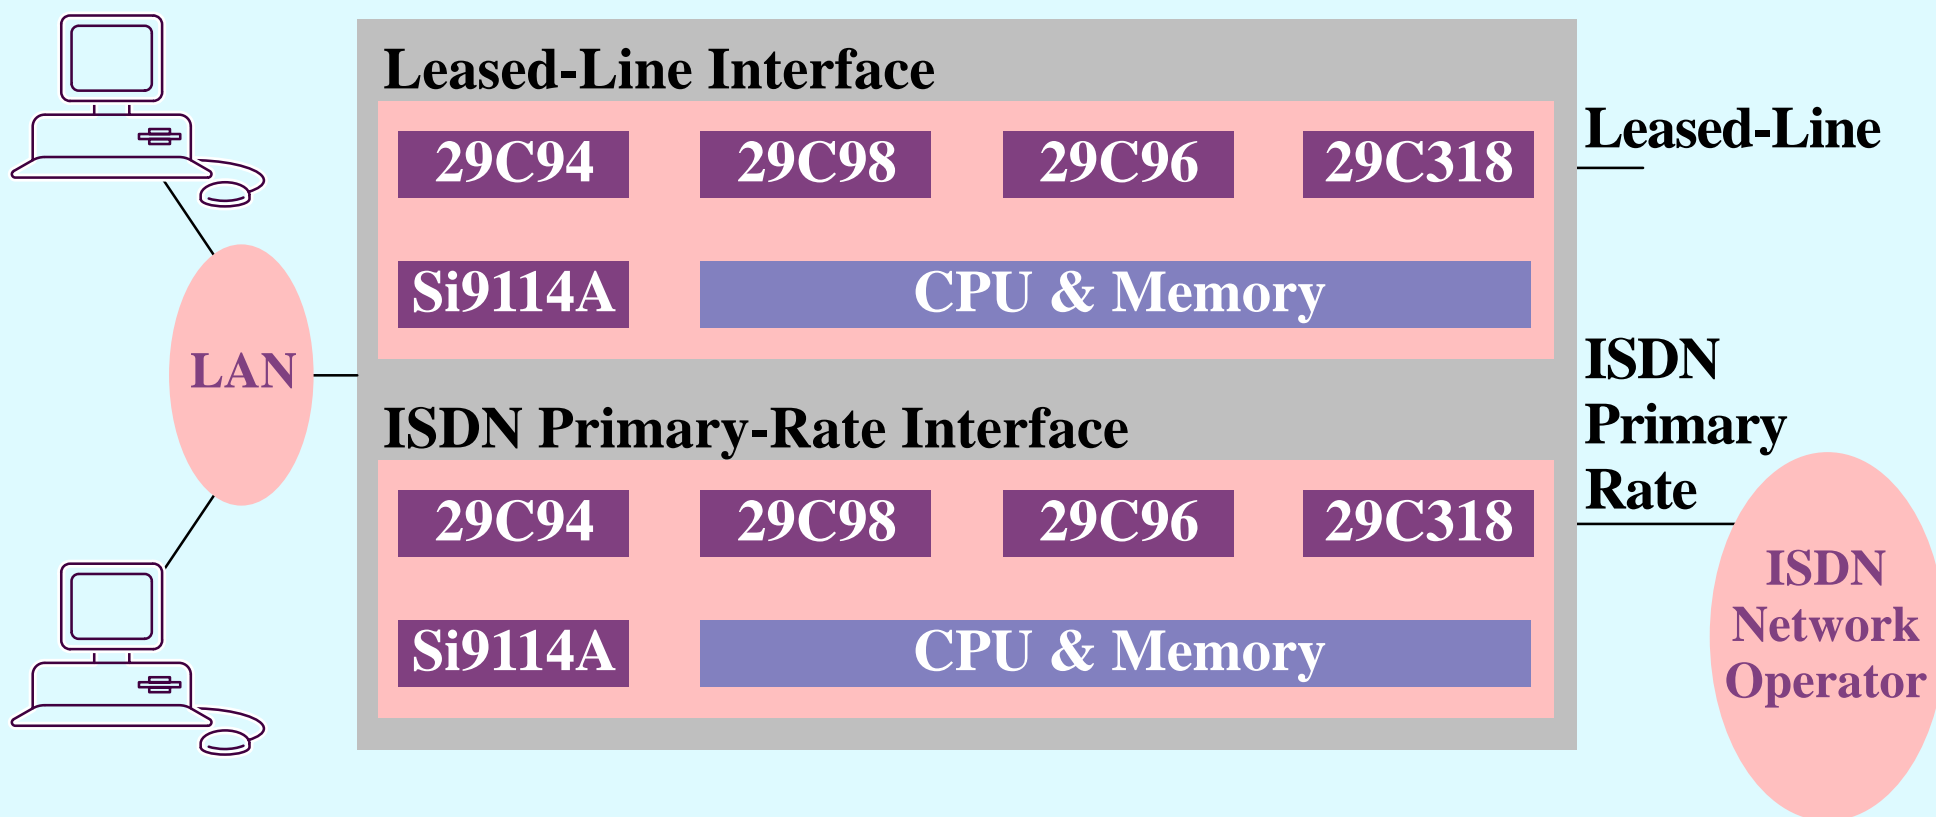 Leased-Line Interface
29C94 29C98 29C96 29C318
Si9114A CPU & Memory
Leased-Line
LAN
ISDN Primary-Rate Interface
29C94 29C98 29C96 29C318
Si9114A CPU & Memory
ISDN
Primary
Rate
ISDN
Network
Operator